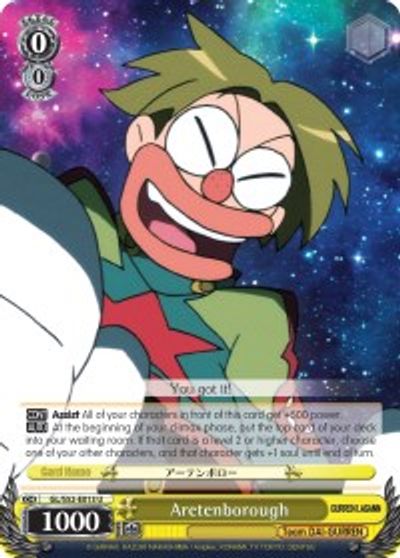 0
0
You got it!
CONT Assist All of your characters in front of this card get +500 power.
AUTO At the beginning of your climax phase, put the top card of your deck
into your waiting room. If that card is a level 2 or higher character, choose
one of your characters, and that character gets +1 soul until end of turn.
Card Name アーテンボロー
Aretenborough
GURREN LAGANN
1000
Team DAI-GURREN